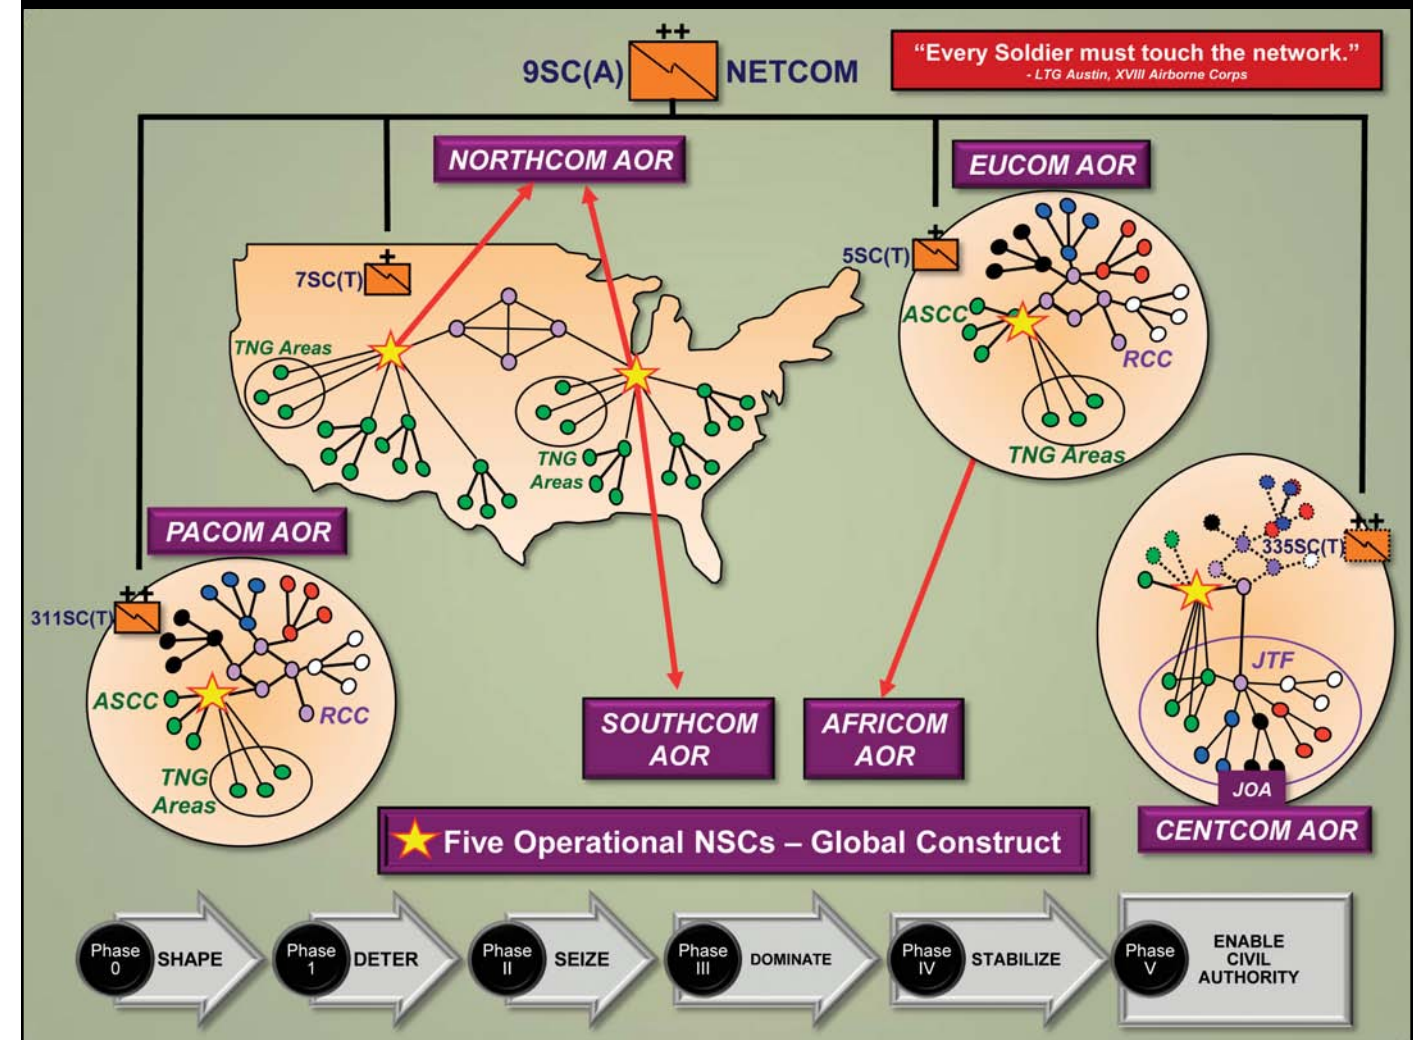 ++
9SC(A) NETCOM
“Every Soldier must touch the network.”
- LTG Austin, XVIII Airborne Corps
NORTHCOM AOR
EUCOM AOR
+
7SC(T)
+
5SC(T)
TNG Areas
TNG
Areas
ASCC
RCC
TNG Areas
PACOM AOR
++
311SC(T)
ASCC
RCC
TNG
Areas
++
335SC(T)
JTF
JOA
CENTCOM AOR
SOUTHCOM
AOR
AFRICOM
AOR
Five Operational NSCs – Global Construct
Phase
0
SHAPE
Phase
1
DETER
Phase
II
SEIZE
Phase
III
DOMINATE
Phase
IV
STABILIZE
Phase
V
ENABLE
CIVIL
AUTHORITY